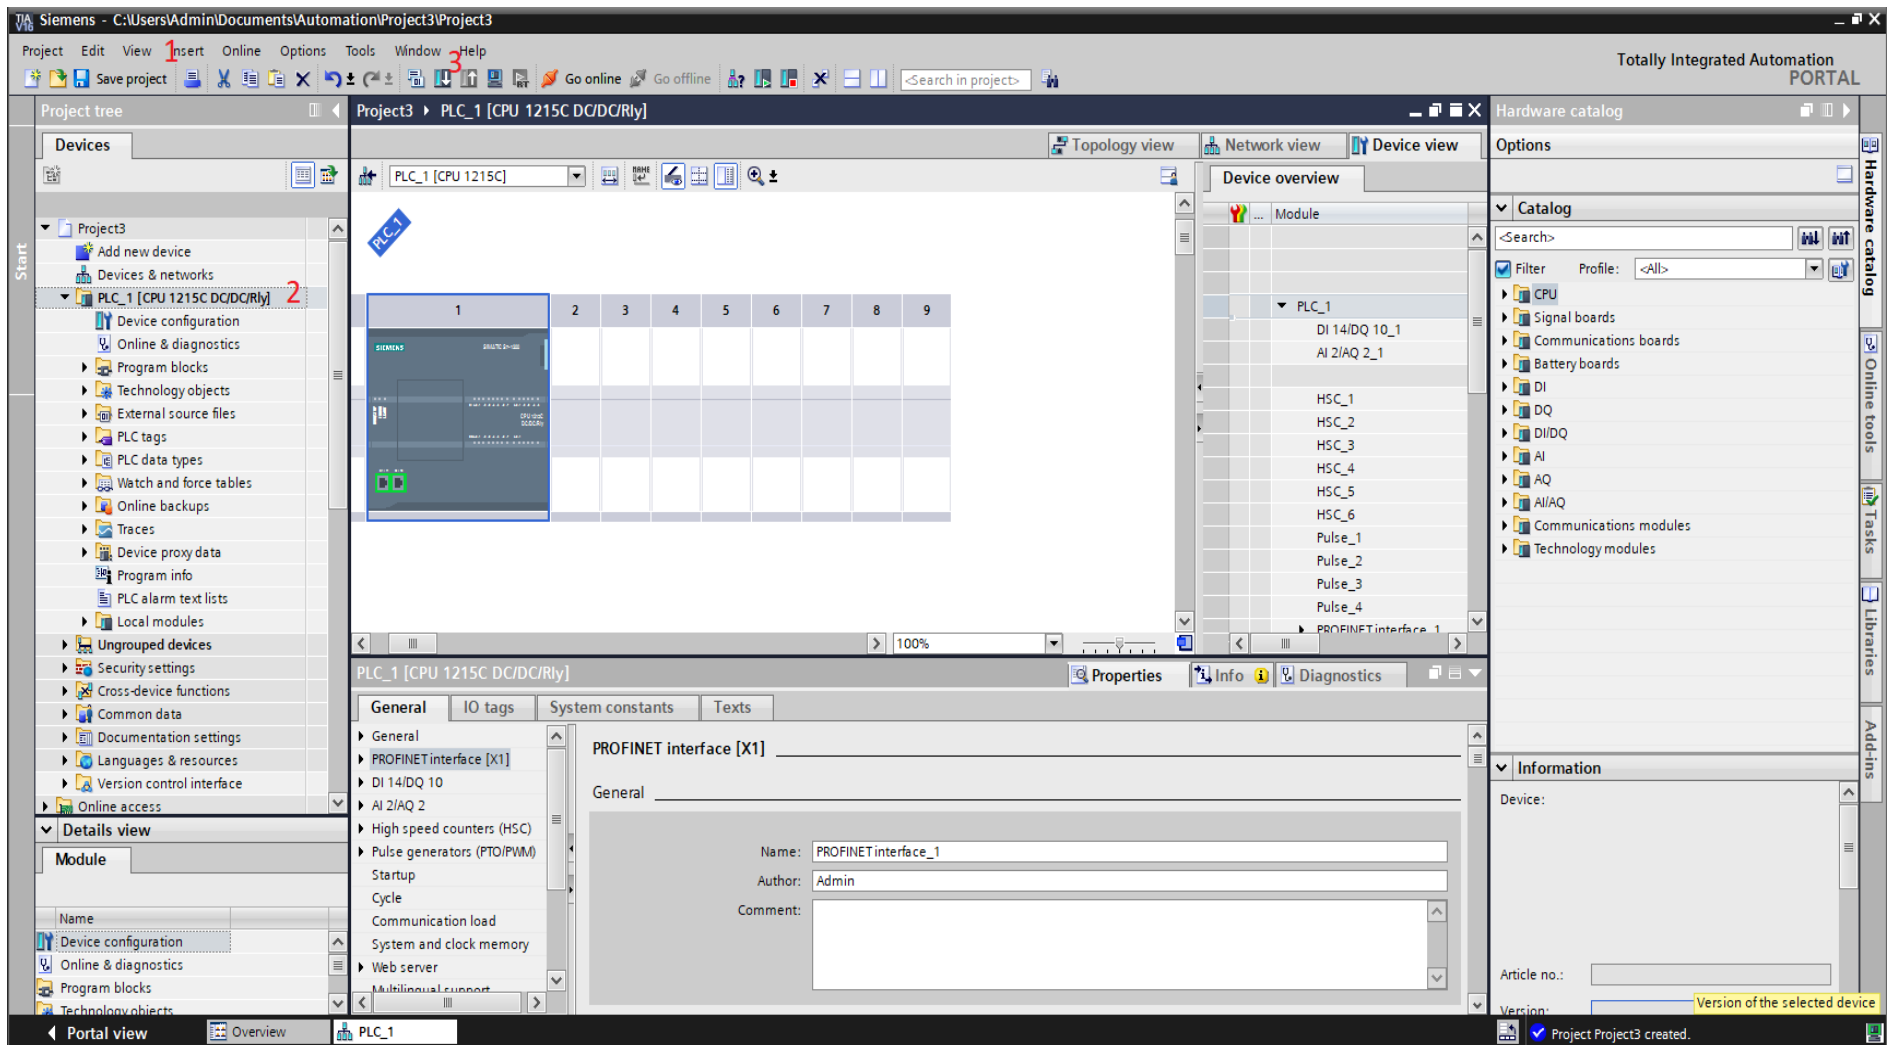 Siemens - C:\Users\Admin\Documents\Automation\Project3\Project3
Project Edit View Insert Online Options Tools Window Help
1
3
Totally Integrated Automation
PORTAL
Save project
Go online
Go offline
<Search in project>
Project tree
Project3 PLC_1 [CPU 1215C DC/DC/Rly]
Hardware catalog
Devices
Topology view
Network view
Device view
Options
PLC_1 [CPU 1215C]
Device overview
Start
Project3
Add new device
Devices & networks
PLC_1 [CPU 1215C DC/DC/Rly]
2
Device configuration
Online & diagnostics
Program blocks
Technology objects
External source files
PLC tags
PLC data types
Watch and force tables
Online backups
Traces
Device proxy data
Program info
PLC alarm text lists
Local modules
Ungrouped devices
Security settings
Cross-device functions
Common data
Documentation settings
Languages & resources
Version control interface
Online access
Details view
Module
Name
Device configuration
Online & diagnostics
Program blocks
Technology objects
PLC_1
1 2 3 4 5 6 7 8 9
SIEMENS
100%
... Module
PLC_1
DI 14/DQ 10_1
AI 2/AQ 2_1
HSC_1
HSC_2
HSC_3
HSC_4
HSC_5
HSC_6
Pulse_1
Pulse_2
Pulse_3
Pulse_4
PROFINET interface_1
PLC_1 [CPU 1215C DC/DC/Rly]
Properties
Info
Diagnostics
General
IO tags
System constants
Texts
General
PROFINET interface [X1]
DI 14/DQ 10
AI 2/AQ 2
High speed counters (HSC)
Pulse generators (PTO/PWM)
Startup
Cycle
Communication load
System and clock memory
Web server
Multilingual support
PROFINET interface [X1]
General
Name: PROFINET interface_1
Author: Admin
Comment:
Catalog
<Search>
Filter Profile: <All>
CPU
Signal boards
Communications boards
Battery boards
DI
DQ
DI/DQ
AI
AQ
AI/AQ
Communications modules
Technology modules
Information
Device:
Article no.:
Version:
Version of the selected device
Hardware catalog
Online tools
Tasks
Libraries
Add-ins
Portal view
Overview
PLC_1
Project Project3 created.